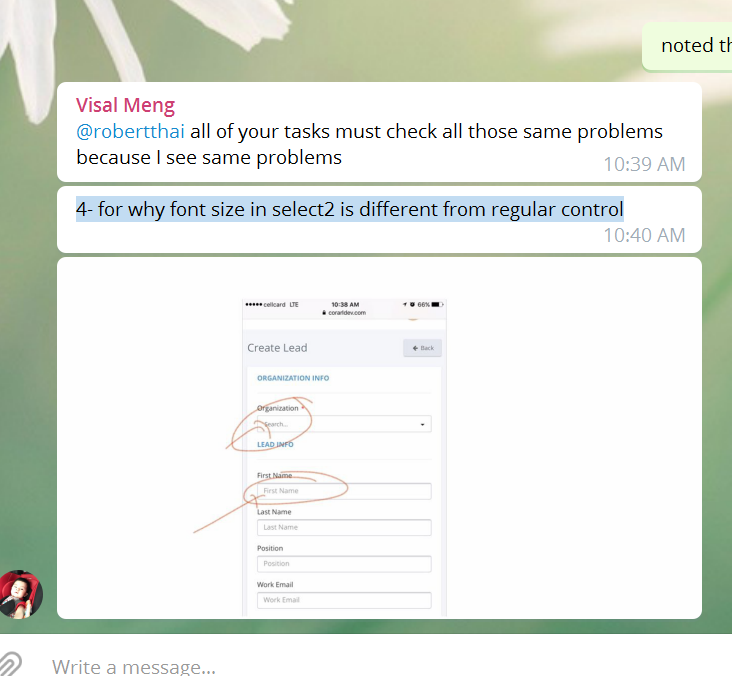 noted th
Visal Meng
@robertthai all of your tasks must check all those same problems
because I see same problems
10:39 AM
4- for why font size in select2 is different from regular control
10:40 AM
cellcard LTE 10:38 AM 66%
corarldev.com
Create Lead
Back
ORGANIZATION INFO
Organization *
Search...
LEAD INFO
First Name
First Name
Last Name
Last Name
Position
Position
Work Email
Work Email
Write a message...